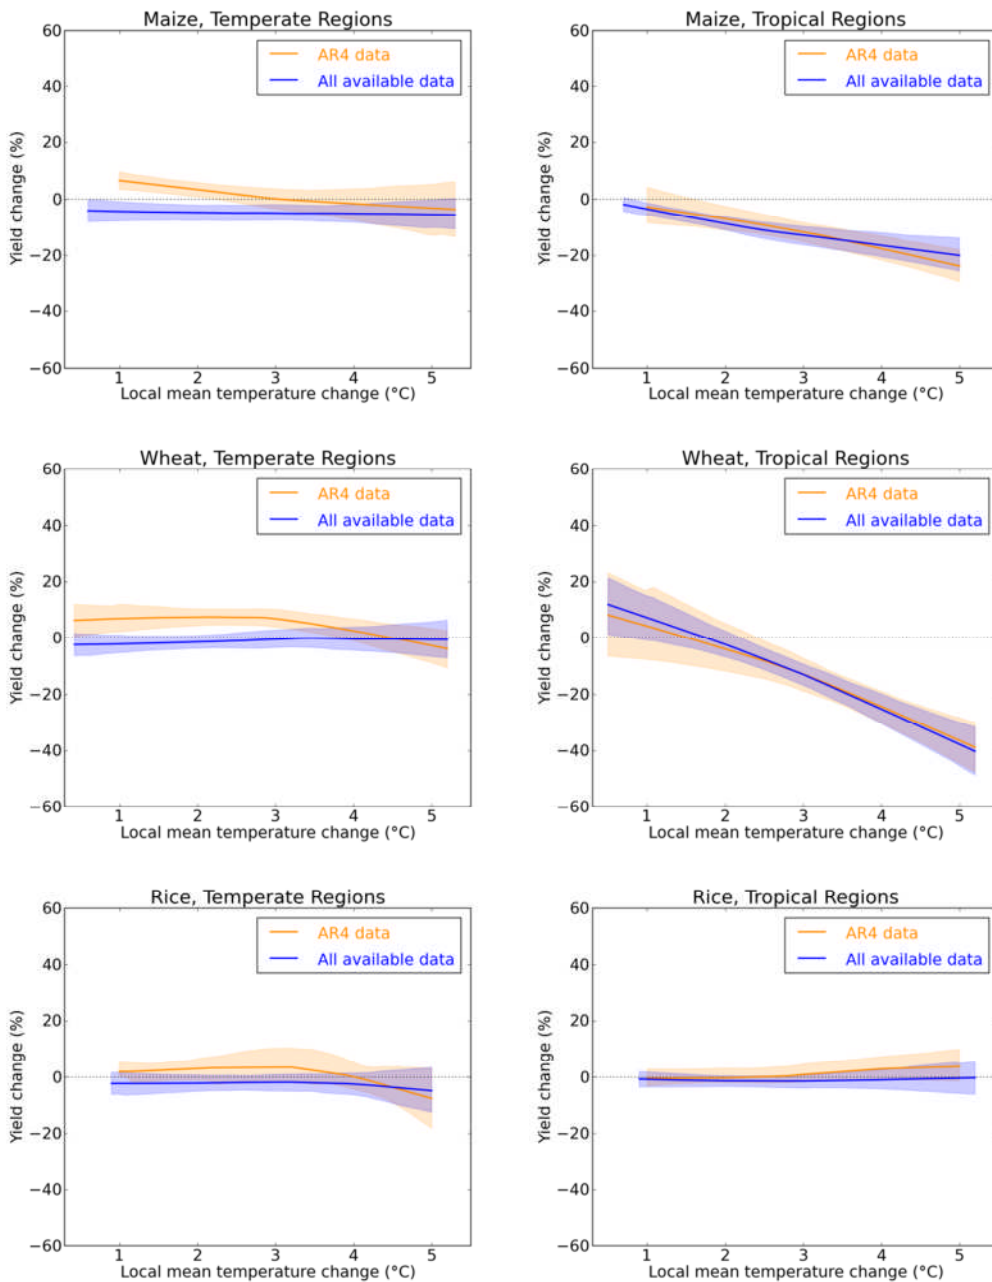 Maize, Temperate Regions
60
40
20
0
−20
−40
−60
Yield change (%)
AR4 data
All available data
1 2 3 4 5
Local mean temperature change (°C)
Maize, Tropical Regions
60
40
20
0
−20
−40
−60
Yield change (%)
AR4 data
All available data
1 2 3 4 5
Local mean temperature change (°C)
Wheat, Temperate Regions
60
40
20
0
−20
−40
−60
Yield change (%)
AR4 data
All available data
1 2 3 4 5
Local mean temperature change (°C)
Wheat, Tropical Regions
60
40
20
0
−20
−40
−60
Yield change (%)
AR4 data
All available data
1 2 3 4 5
Local mean temperature change (°C)
Rice, Temperate Regions
60
40
20
0
−20
−40
−60
Yield change (%)
AR4 data
All available data
1 2 3 4 5
Local mean temperature change (°C)
Rice, Tropical Regions
60
40
20
0
−20
−40
−60
Yield change (%)
AR4 data
All available data
1 2 3 4 5
Local mean temperature change (°C)